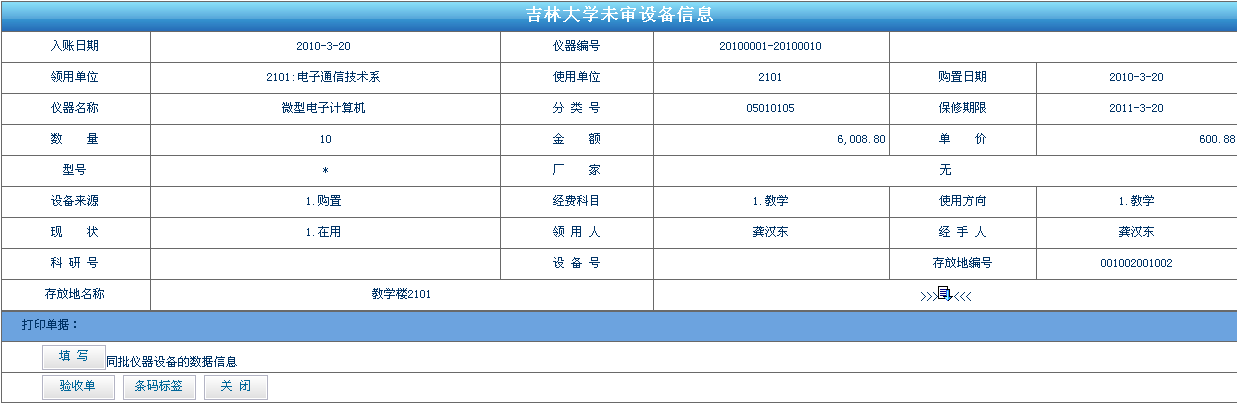 吉林大学未审设备信息
入账日期 2010-3-20 仪器编号 20100001-20100010
领用单位 2101:电子通信技术系 使用单位 2101 购置日期 2010-3-20
仪器名称 微型电子计算机 分 类 号 05010105 保修期限 2011-3-20
数 量 10 金 额 6,008.80 单 价 600.88
型号 * 厂 家 无
设备来源 1.购置 经费科目 1.教学 使用方向 1.教学
现 状 1.在用 领 用 人 龚汉东 经 手 人 龚汉东
科 研 号 设 备 号 存放地编号 001002001002
存放地名称 教学楼2101 >>> <<<
打印单据：
填 写 同批仪器设备的数据信息
验收单 条码标签 关 闭